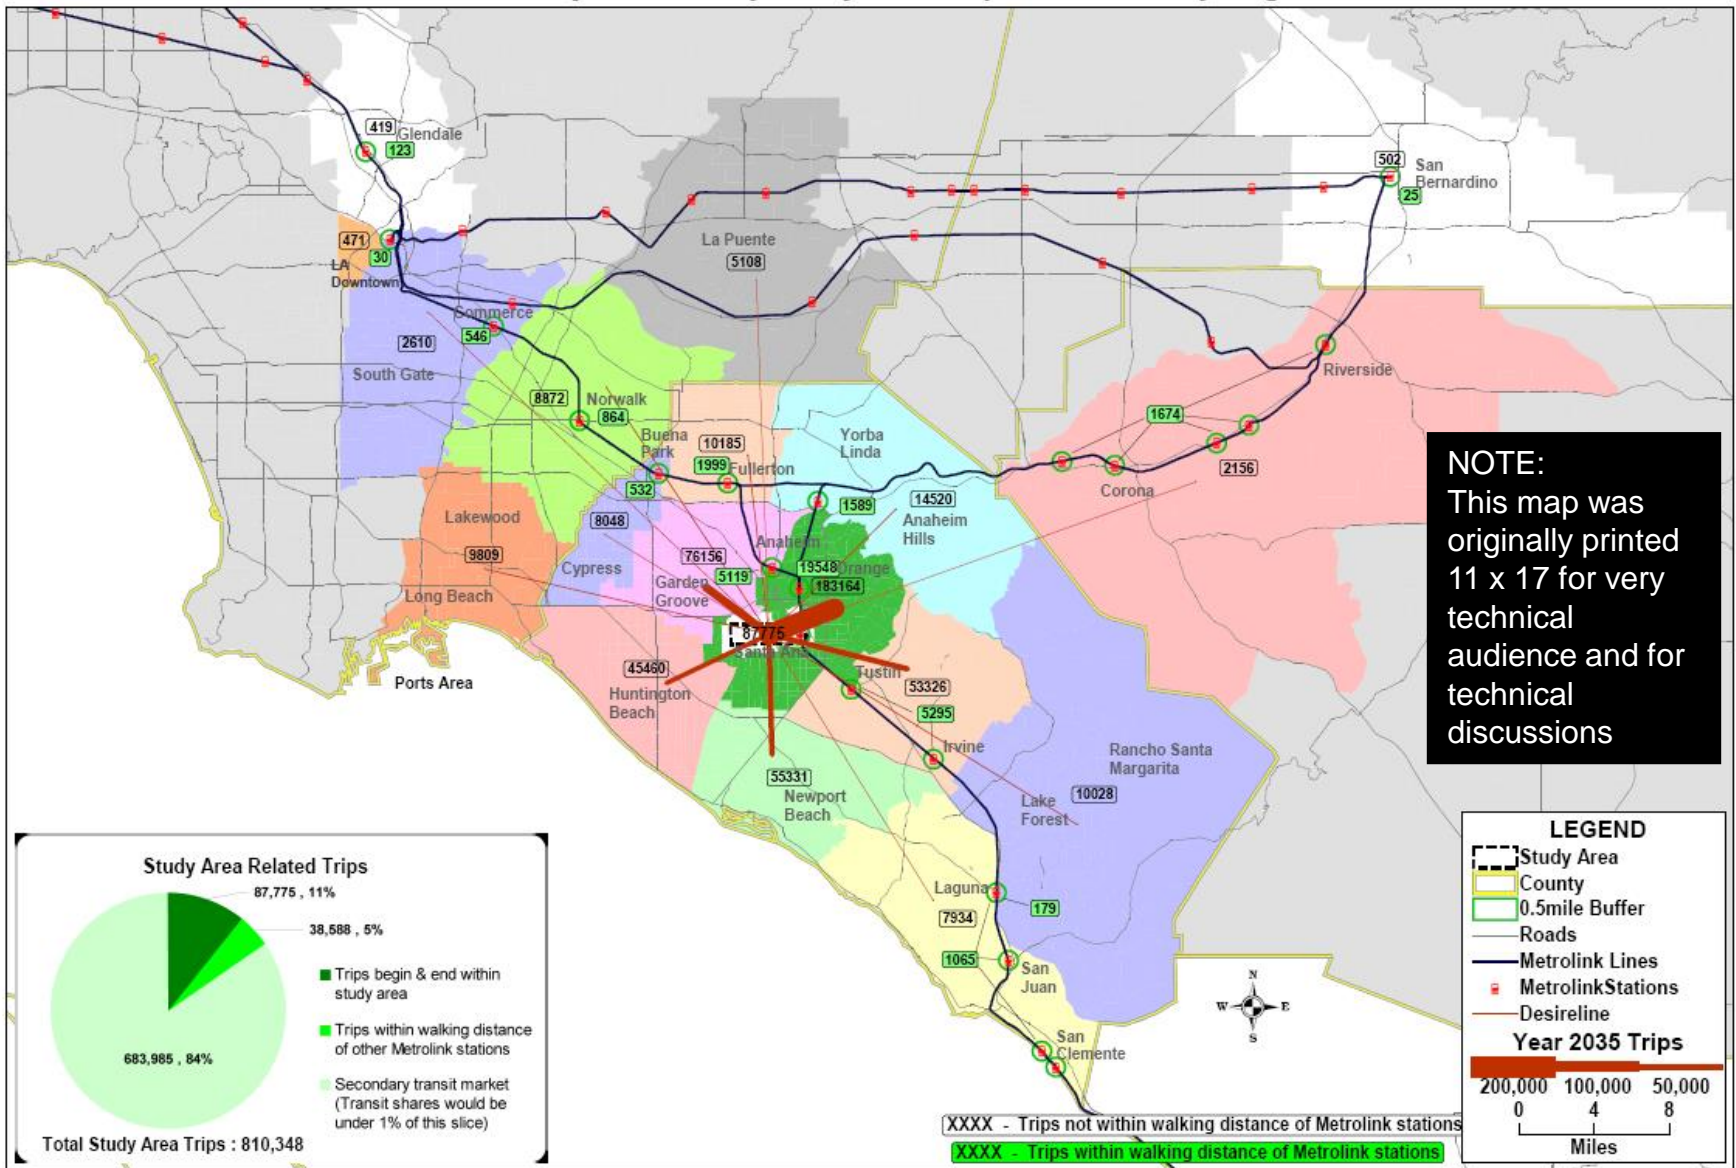 419
Glendale
123
502
San
Bernardino
25
471
30
LA
Downtown
La Puente
5108
Commerce
546
2610
South Gate
Riverside
8872
Norwalk
864
1674
Buena
Park
10185
Yorba
Linda
1999
Fullerton
2156
532
Corona
1589
14520
Lakewood
8048
Anaheim
Hills
9809
Cypress
76156
Anaheim
5119
19548
Orange
183164
Garden
Groove
Long Beach
87775
Santa Ana
45460
Tustin
53326
Ports Area
Huntington
Beach
5295
Irvine
Rancho Santa
Margarita
55331
Newport
Beach
Lake
Forest
10028
Laguna
7934
179
1065
San
Juan
San
Clemente
N
W
E
S
NOTE:
This map was
originally printed
11 x 17 for very
technical
audience and for
technical
discussions
LEGEND
Study Area
County
0.5mile Buffer
Roads
Metrolink Lines
MetrolinkStations
Desireline
Year 2035 Trips
200,000 100,000 50,000
0 4 8
Miles
Study Area Related Trips
87,775 , 11%
38,588 , 5%
683,985 , 84%
Trips begin & end within
study area
Trips within walking distance
of other Metrolink stations
Secondary transit market
(Transit shares would be
under 1% of this slice)
Total Study Area Trips : 810,348
XXXX - Trips not within walking distance of Metrolink stations
XXXX - Trips within walking distance of Metrolink stations